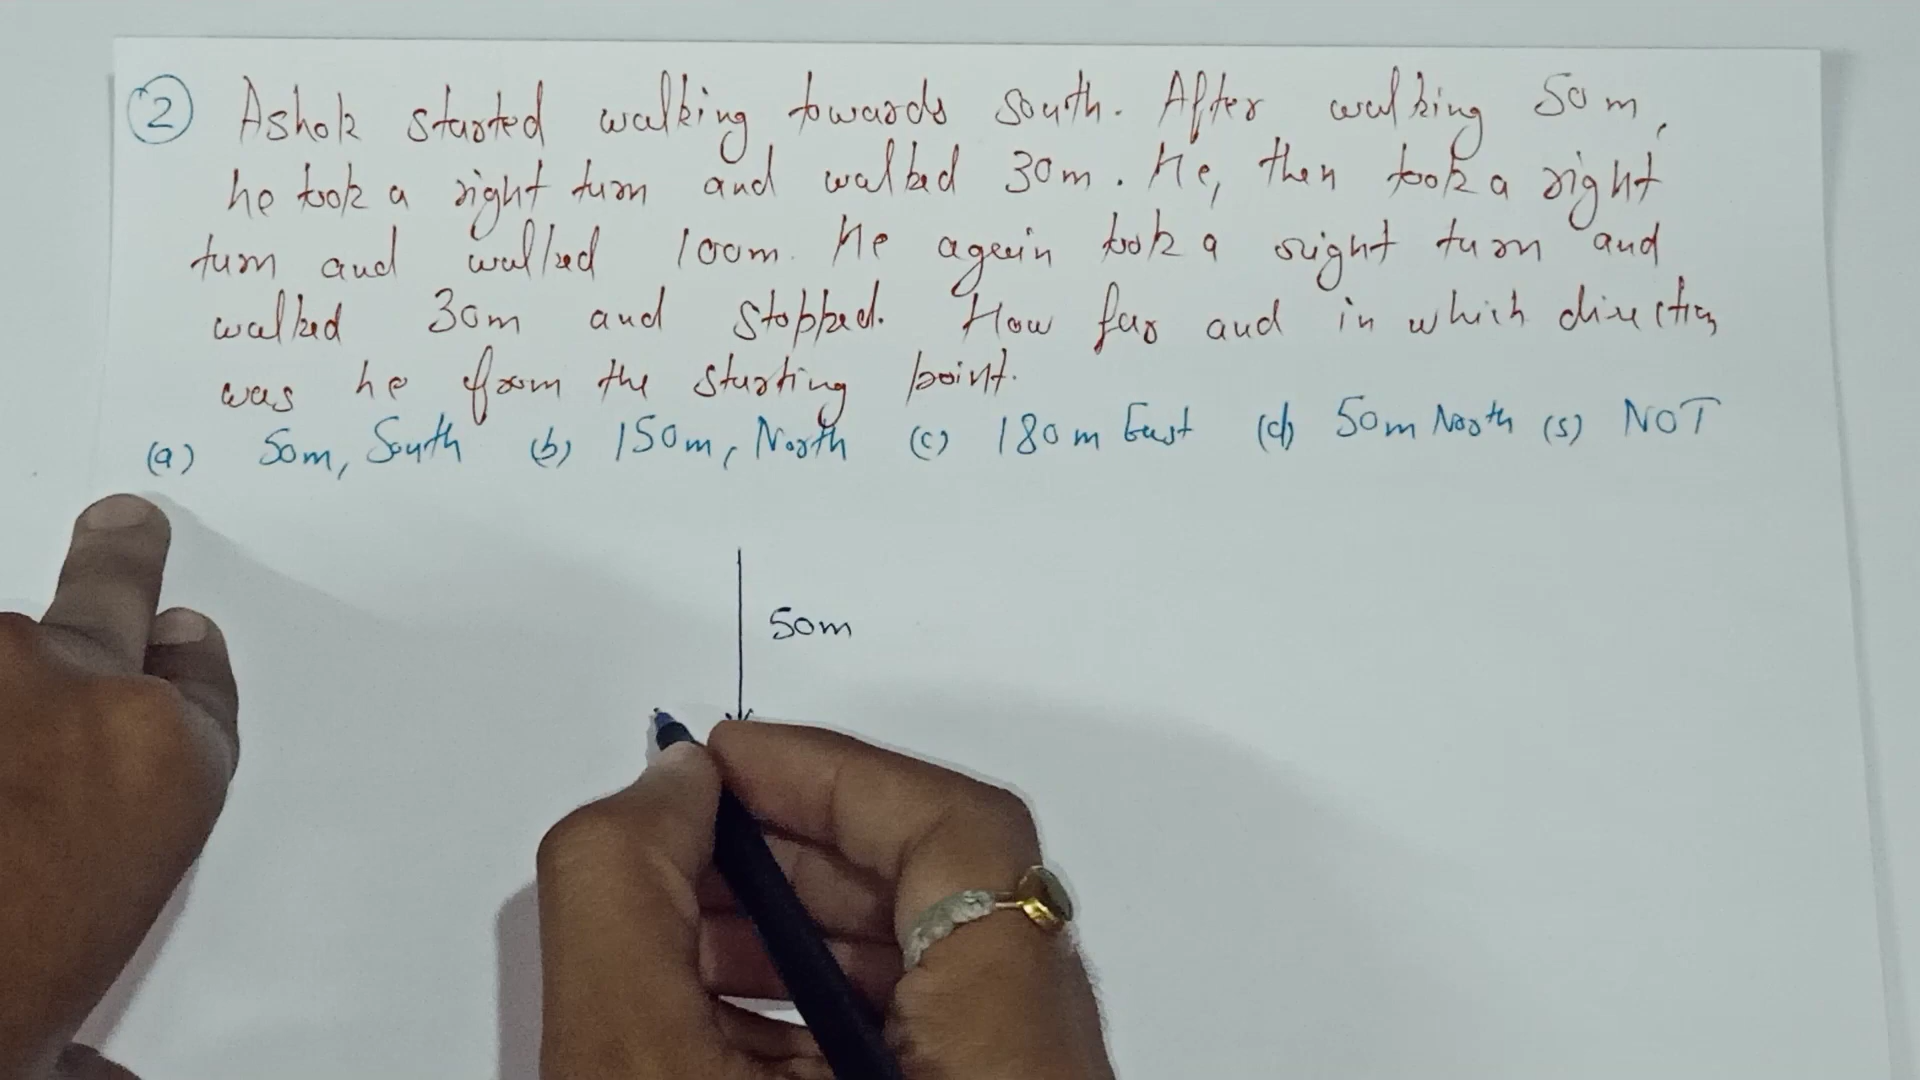 2 Ashok started walking towards south. After walking 50m,
he took a right turn and walked 30m. He, then took a right
turn and walked 100m. He again took a right turn and
walked 30m and stopped. How far and in which direction
was he from the starting point.
(a) 50m, South (b) 150m, North (c) 180m East (d) 50m North (s) NOT
50m